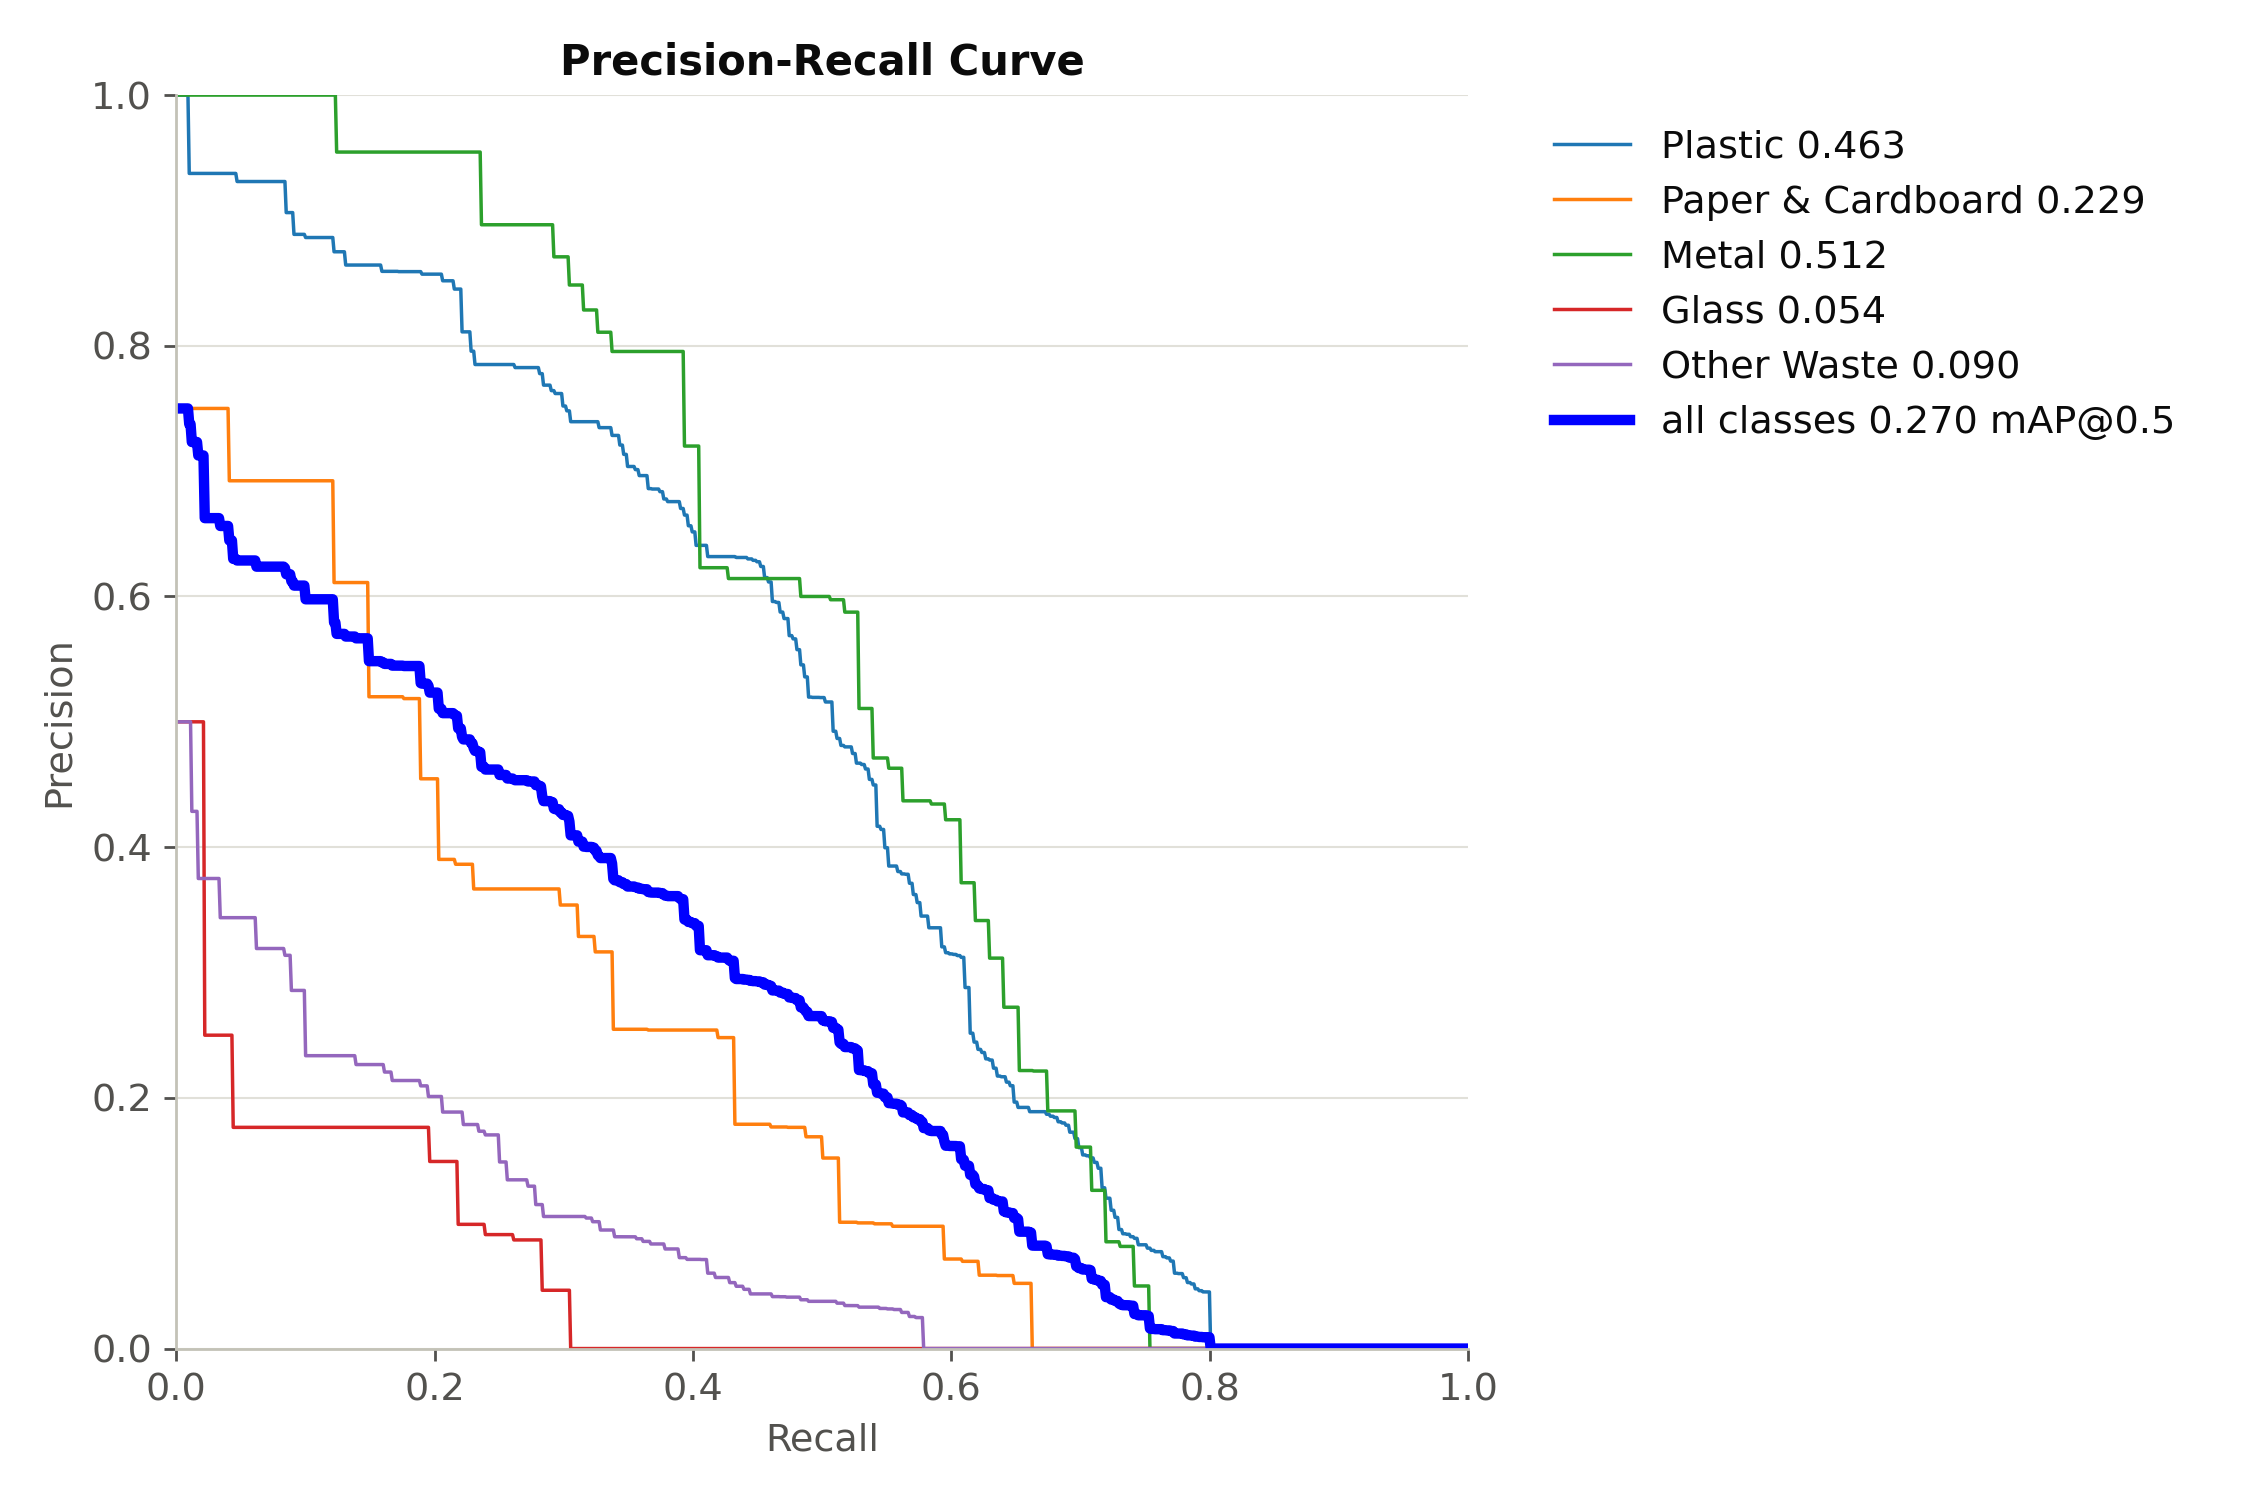 Precision-Recall Curve
1.0
0.8
0.6
0.4
0.2
0.0
Precision
0.0 0.2 0.4 0.6 0.8 1.0
Recall
Plastic 0.463
Paper & Cardboard 0.229
Metal 0.512
Glass 0.054
Other Waste 0.090
all classes 0.270 mAP@0.5